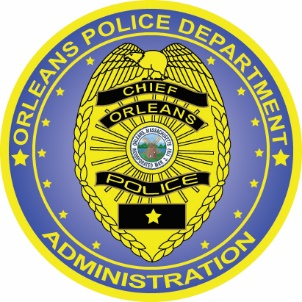 ORLEANS POLICE DEPARTMENT
CHIEF
ORLEANS
POLICE
ADMINISTRATION